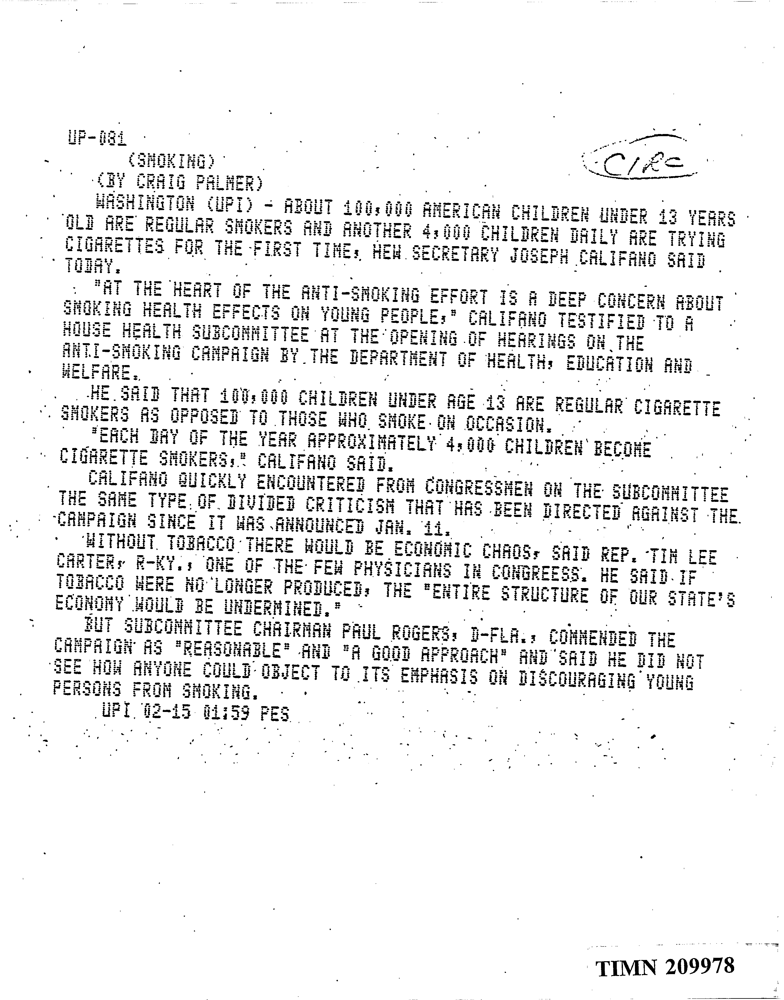 UP-081
(SMOKING)
CIRC
(BY CRAIG PALMER)
WASHINGTON (UPI) - ABOUT 100,000 AMERICAN CHILDREN UNDER 13 YEARS
OLD ARE REGULAR SMOKERS AND ANOTHER 4,000 CHILDREN DAILY ARE TRYING
CIGARETTES FOR THE FIRST TIME, HEW SECRETARY JOSEPH CALIFANO SAID
TODAY.
"AT THE HEART OF THE ANTI-SMOKING EFFORT IS A DEEP CONCERN ABOUT
SMOKING HEALTH EFFECTS ON YOUNG PEOPLE," CALIFANO TESTIFIED TO A
HOUSE HEALTH SUBCOMMITTEE AT THE OPENING OF HEARINGS ON THE
ANTI-SMOKING CAMPAIGN BY THE DEPARTMENT OF HEALTH, EDUCATION AND
WELFARE.
HE SAID THAT 100,000 CHILDREN UNDER AGE 13 ARE REGULAR CIGARETTE
SMOKERS AS OPPOSED TO THOSE WHO SMOKE ON OCCASION.
"EACH DAY OF THE YEAR APPROXIMATELY 4,000 CHILDREN BECOME
CIGARETTE SMOKERS," CALIFANO SAID.
CALIFANO QUICKLY ENCOUNTERED FROM CONGRESSMEN ON THE SUBCOMMITTEE
THE SAME TYPE OF DIVIDED CRITICISM THAT HAS BEEN DIRECTED AGAINST THE
CAMPAIGN SINCE IT WAS ANNOUNCED JAN. 11.
WITHOUT TOBACCO THERE WOULD BE ECONOMIC CHAOS, SAID REP. TIM LEE
CARTER, R-KY., ONE OF THE FEW PHYSICIANS IN CONGREESS. HE SAID IF
TOBACCO WERE NO LONGER PRODUCED, THE "ENTIRE STRUCTURE OF OUR STATE'S
ECONOMY WOULD BE UNDERMINED."
BUT SUBCOMMITTEE CHAIRMAN PAUL ROGERS, D-FLA., COMMENDED THE
CAMPAIGN AS "REASONABLE" AND "A GOOD APPROACH" AND SAID HE DID NOT
SEE HOW ANYONE COULD OBJECT TO ITS EMPHASIS ON DISCOURAGING YOUNG
PERSONS FROM SMOKING.
UPI 02-15 01:59 PES
TIMN 209978